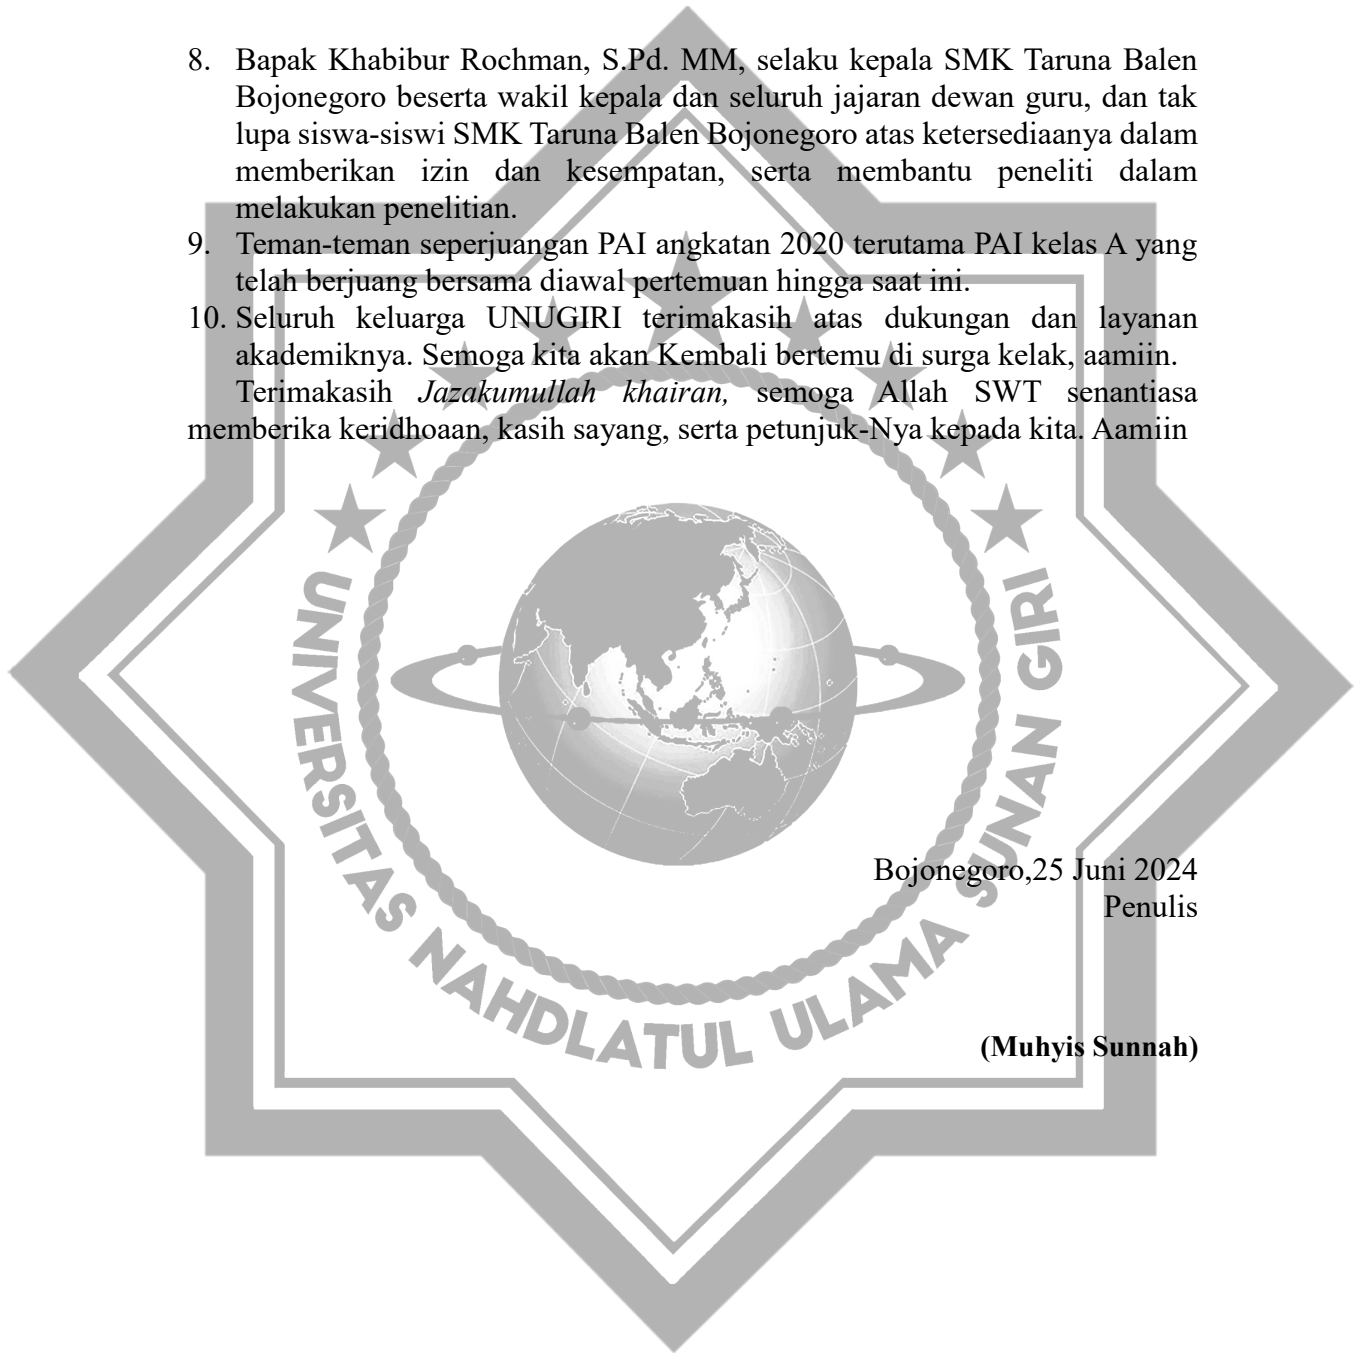 8. Bapak Khabibur Rochman, S.Pd. MM, selaku kepala SMK Taruna Balen
Bojonegoro beserta wakil kepala dan seluruh jajaran dewan guru, dan tak
lupa siswa-siswi SMK Taruna Balen Bojonegoro atas ketersediaanya dalam
memberikan izin dan kesempatan, serta membantu peneliti dalam
melakukan penelitian.
9. Teman-teman seperjuangan PAI angkatan 2020 terutama PAI kelas A yang
telah berjuang bersama diawal pertemuan hingga saat ini.
10. Seluruh keluarga UNUGIRI terimakasih atas dukungan dan layanan
akademiknya. Semoga kita akan Kembali bertemu di surga kelak, aamiin.
Terimakasih Jazakumullah khairan, semoga Allah SWT senantiasa
memberika keridhoaan, kasih sayang, serta petunjuk-Nya kepada kita. Aamiin
UNIVERSITAS NAHDLATUL ULAMA SUNAN GIRI
Bojonegoro,25 Juni 2024
Penulis
(Muhyis Sunnah)